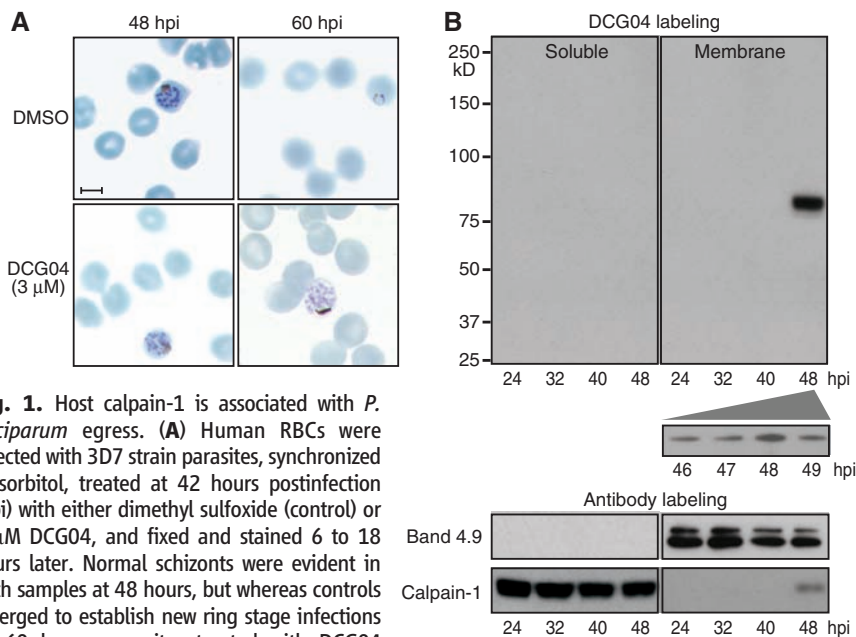 A
48 hpi
60 hpi
DMSO
DCG04
(3 μM)
B
DCG04 labeling
Soluble
Membrane
250
kD
150
100
75
50
37
25
24 32 40 48 24 32 40 48 hpi
46 47 48 49 hpi
Antibody labeling
Band 4.9
Calpain-1
24 32 40 48 24 32 40 48 hpi
1. Host calpain-1 is associated with P.
egress. (A) Human RBCs were
with 3D7 strain parasites, synchronized
sorbitol, treated at 42 hours postinfection
with either dimethyl sulfoxide (control) or
DCG04, and fixed and stained 6 to 18
later. Normal schizonts were evident in
samples at 48 hours, but whereas controls
to establish new ring stage infections